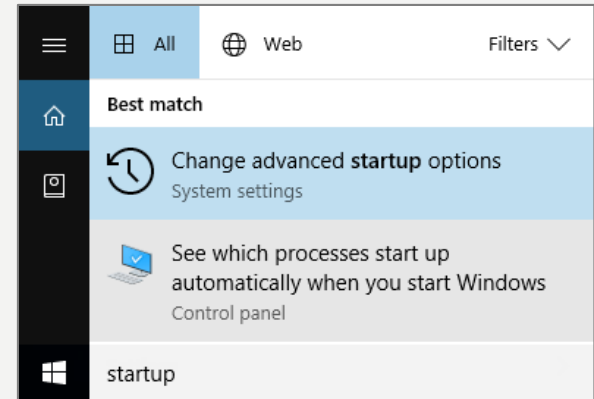 All Web Filters
Best match
Change advanced startup options
System settings
See which processes start up
automatically when you start Windows
Control panel
startup